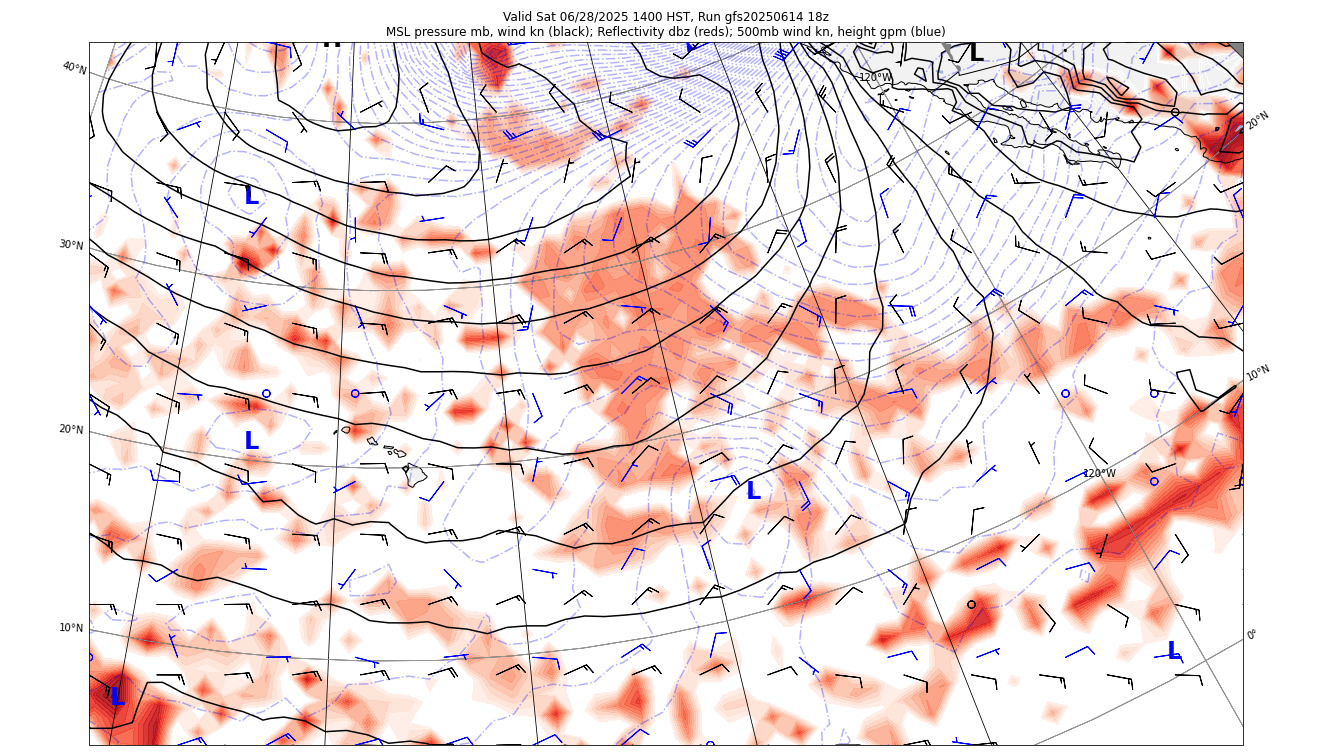 Valid Sat 06/28/2025 1400 HST, Run gfs20250614 18z
MSL pressure mb, wind kn (black); Reflectivity dbz (reds); 500mb wind kn, height gpm (blue)
H
L
L
40°N
120°W
20°N
L
30°N
10°N
20°N
L
120°W
L
10°N
0°
L
L